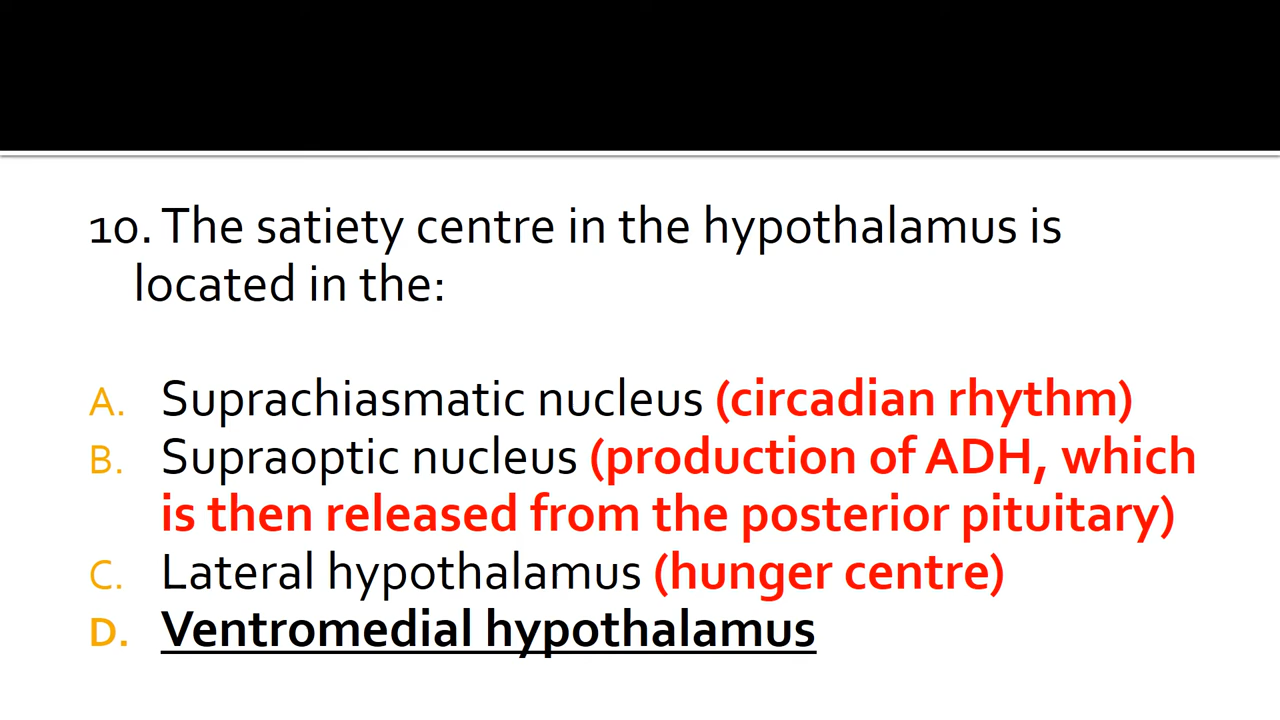 10. The satiety centre in the hypothalamus is
located in the:
A. Suprachiasmatic nucleus (circadian rhythm)
B. Supraoptic nucleus (production of ADH, which
is then released from the posterior pituitary)
C. Lateral hypothalamus (hunger centre)
D. Ventromedial hypothalamus